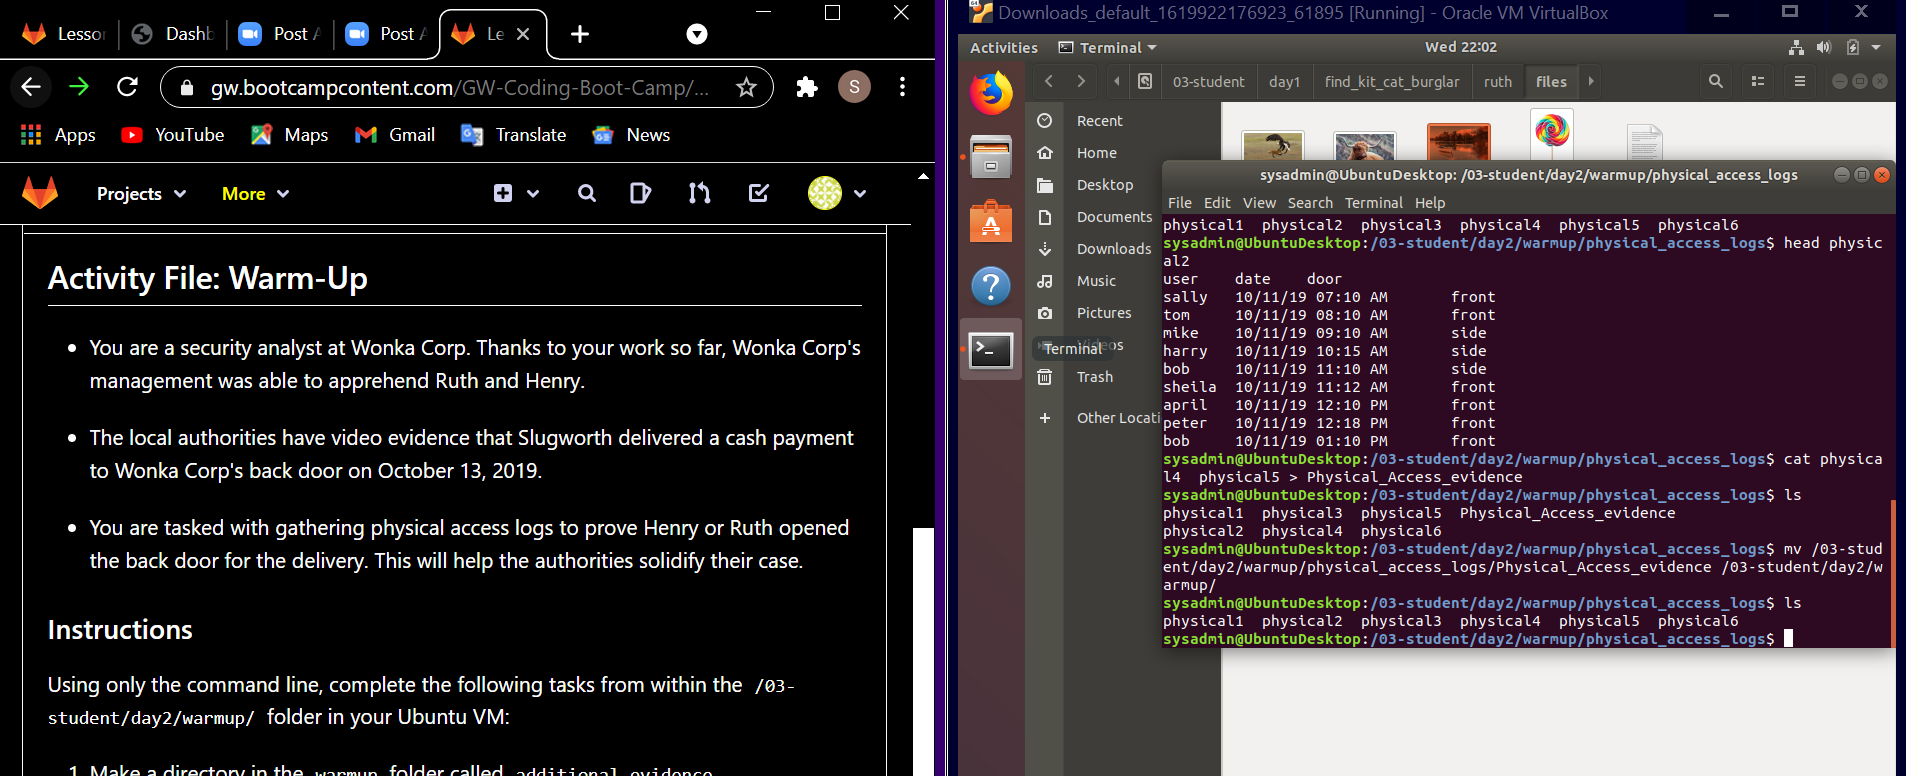 Lessor
Dashb
Post A
Post A
Le
gw.bootcampcontent.com/GW-Coding-Boot-Camp/...
S
Apps
YouTube
Maps
Gmail
Translate
News
Projects
More
Activity File: Warm-Up
You are a security analyst at Wonka Corp. Thanks to your work so far, Wonka Corp's
management was able to apprehend Ruth and Henry.
The local authorities have video evidence that Slugworth delivered a cash payment
to Wonka Corp's back door on October 13, 2019.
You are tasked with gathering physical access logs to prove Henry or Ruth opened
the back door for the delivery. This will help the authorities solidify their case.
Instructions
Using only the command line, complete the following tasks from within the /03-
student/day2/warmup/ folder in your Ubuntu VM:
1. Make a directory in the warmup folder called additional_evidence
Downloads_default_1619922176923_61895 [Running] - Oracle VM VirtualBox
Activities
Terminal
Wed 22:02
03-student
day1
find_kit_cat_burglar
ruth
files
Recent
Home
Desktop
Documents
Downloads
Music
Pictures
Videos
Terminal
Trash
Other Locati
sysadmin@UbuntuDesktop: /03-student/day2/warmup/physical_access_logs
File Edit View Search Terminal Help
physical1 physical2 physical3 physical4 physical5 physical6
sysadmin@UbuntuDesktop:/03-student/day2/warmup/physical_access_logs$ head physic
al2
user date door
sally 10/11/19 07:10 AM front
tom 10/11/19 08:10 AM front
mike 10/11/19 09:10 AM side
harry 10/11/19 10:15 AM side
bob 10/11/19 11:10 AM side
sheila 10/11/19 11:12 AM front
april 10/11/19 12:10 PM front
peter 10/11/19 12:18 PM front
bob 10/11/19 01:10 PM front
sysadmin@UbuntuDesktop:/03-student/day2/warmup/physical_access_logs$ cat physica
l4 physical5 > Physical_Access_evidence
sysadmin@UbuntuDesktop:/03-student/day2/warmup/physical_access_logs$ ls
physical1 physical3 physical5 Physical_Access_evidence
physical2 physical4 physical6
sysadmin@UbuntuDesktop:/03-student/day2/warmup/physical_access_logs$ mv /03-stud
ent/day2/warmup/physical_access_logs/Physical_Access_evidence /03-student/day2/w
armup/
sysadmin@UbuntuDesktop:/03-student/day2/warmup/physical_access_logs$ ls
physical1 physical2 physical3 physical4 physical5 physical6
sysadmin@UbuntuDesktop:/03-student/day2/warmup/physical_access_logs$